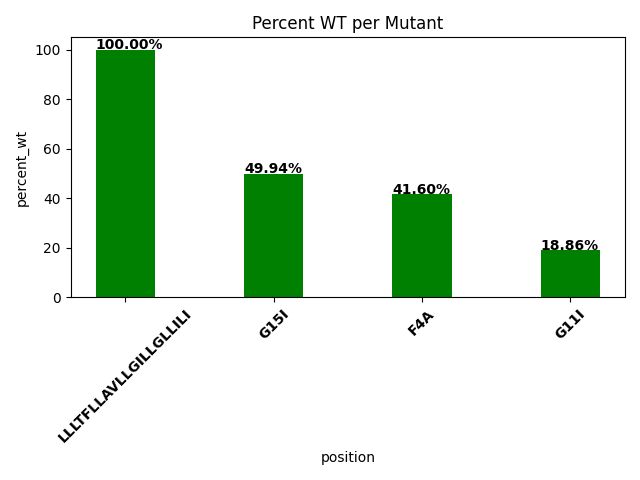 Percent WT per Mutant
percent_wt
100
80
60
40
20
0
100.00%
49.94%
41.60%
18.86%
LLLTFLLAVLLGILLGLLILI
G15I
F4A
G11I
position